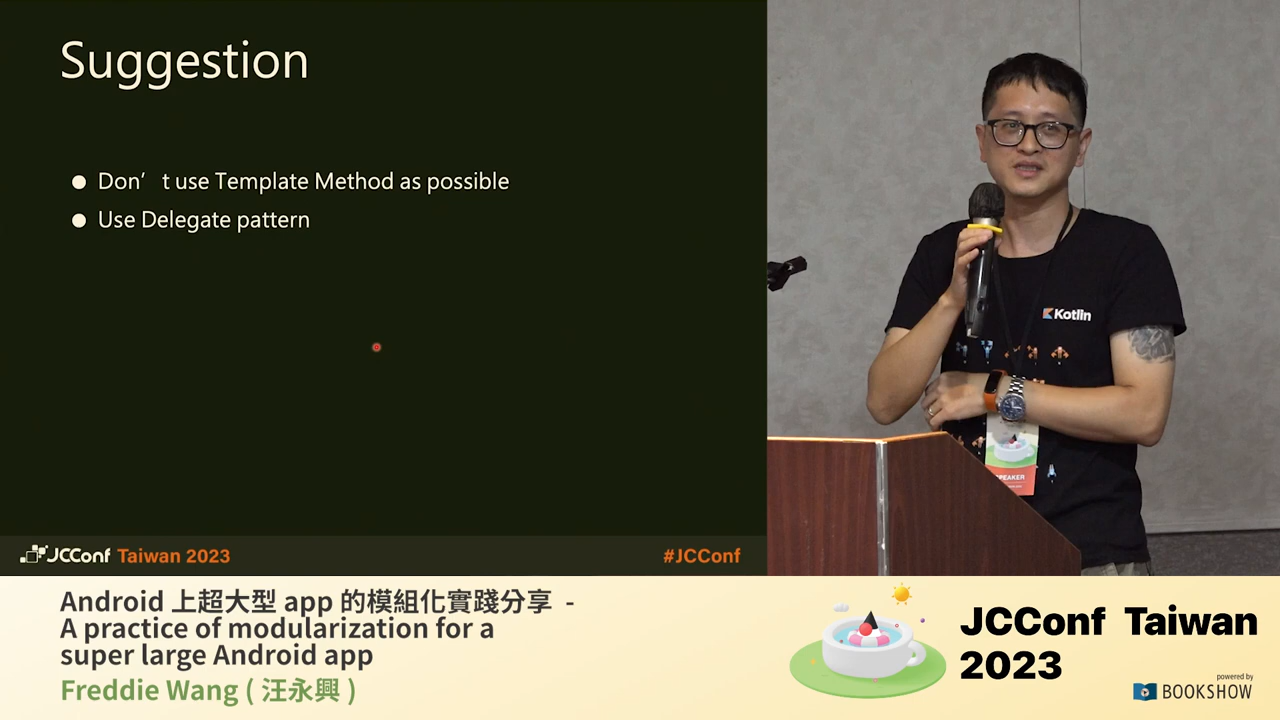 Suggestion
● Don’ t use Template Method as possible
● Use Delegate pattern
JCConf Taiwan 2023
#JCConf
Kotlin
SPEAKER
Android 上超大型 app 的模組化實踐分享 -
A practice of modularization for a
super large Android app
Freddie Wang ( 汪永興 )
JCConf Taiwan
2023
powered by
BOOKSHOW